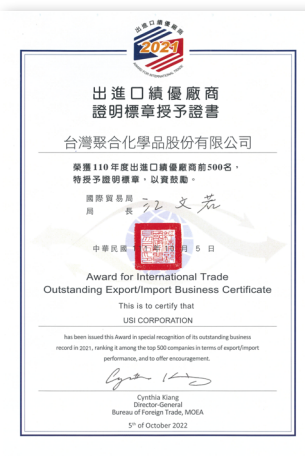 出進口績優廠商
2021
出進口績優廠商
證明標章授予證書
台灣聚合化學品股份有限公司
榮獲110年度出進口績優廠商前500名，
特授予證明標章，以資鼓勵。
國際貿易局
局長 江文若
中華民國 年 月 5 日
Award for International Trade
Outstanding Export/Import Business Certificate
This is to certify that
USI CORPORATION
has been issued this Award in special recognition of its outstanding business
record in 2021, ranking it among the top 500 companies in terms of export/import
performance, and to offer encouragement.
Cynthia Kiang
Director-General
Bureau of Foreign Trade, MOEA
5th of October 2022